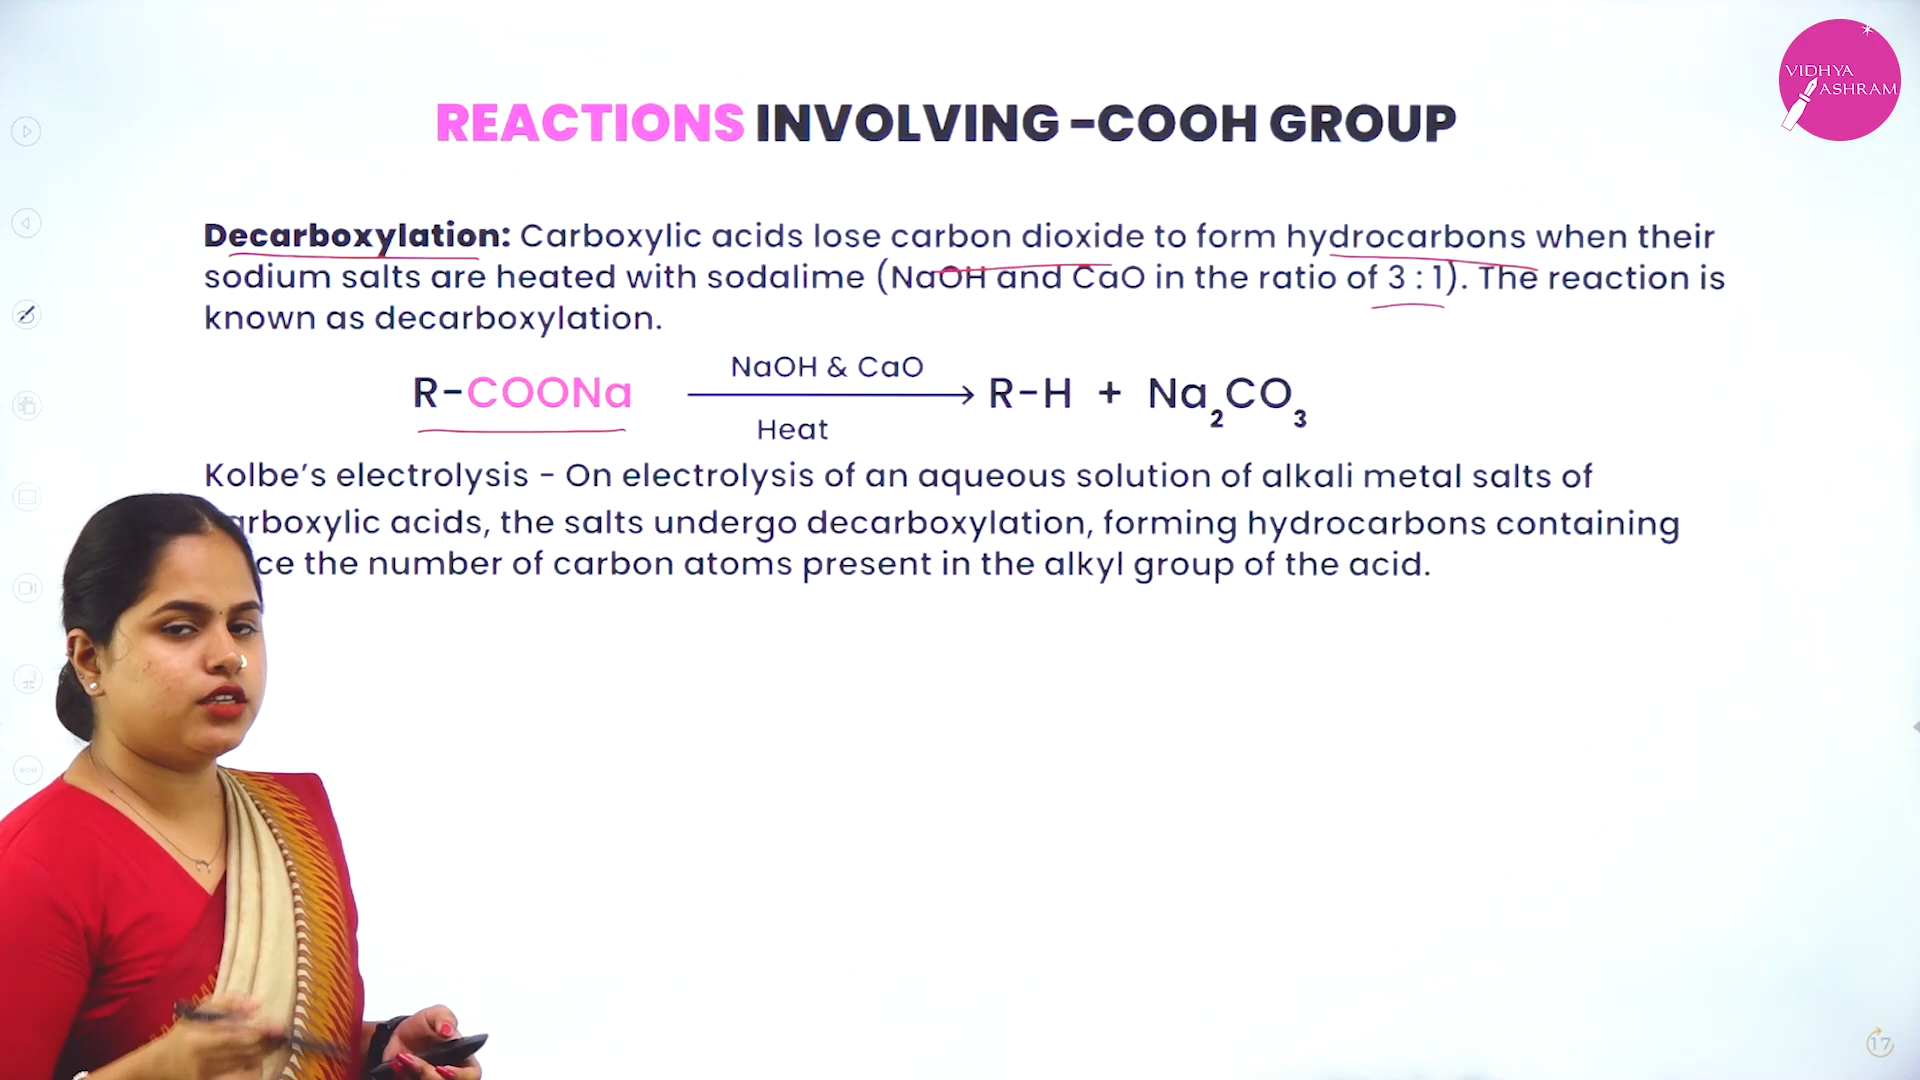 VIDHYA
ASHRAM
REACTIONS INVOLVING -COOH GROUP
Decarboxylation: Carboxylic acids lose carbon dioxide to form hydrocarbons when their
sodium salts are heated with sodalime (NaOH and CaO in the ratio of 3 : 1). The reaction is
known as decarboxylation.
NaOH & CaO
R-COONa → R-H + Na₂CO₃
Heat
Kolbe's electrolysis - On electrolysis of an aqueous solution of alkali metal salts of
arboxylic acids, the salts undergo decarboxylation, forming hydrocarbons containing
ce the number of carbon atoms present in the alkyl group of the acid.
17